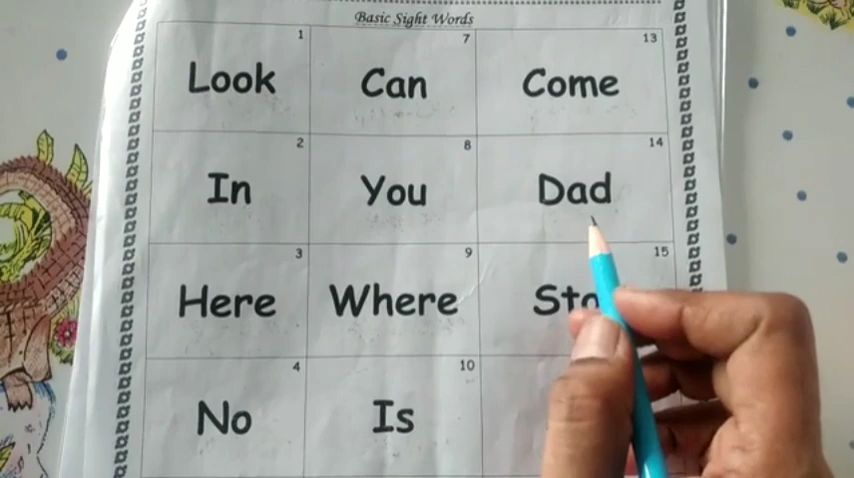 Basic Sight Words
1 7 13
Look Can Come
2 8 14
In You Dad
3 9 15
Here Where
4 10
No Is